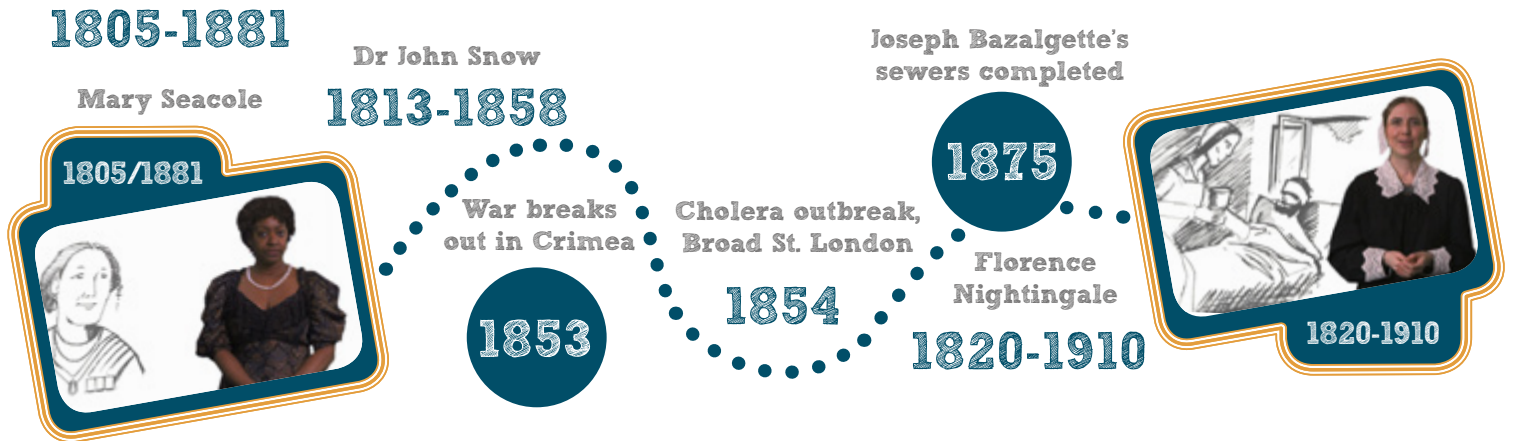 1805-1881
Mary Seacole
1805/1881
Dr John Snow
1813-1858
War breaks
out in Crimea
1853
Cholera outbreak,
Broad St. London
1854
Joseph Bazalgette's
sewers completed
1875
Florence
Nightingale
1820-1910
1820-1910